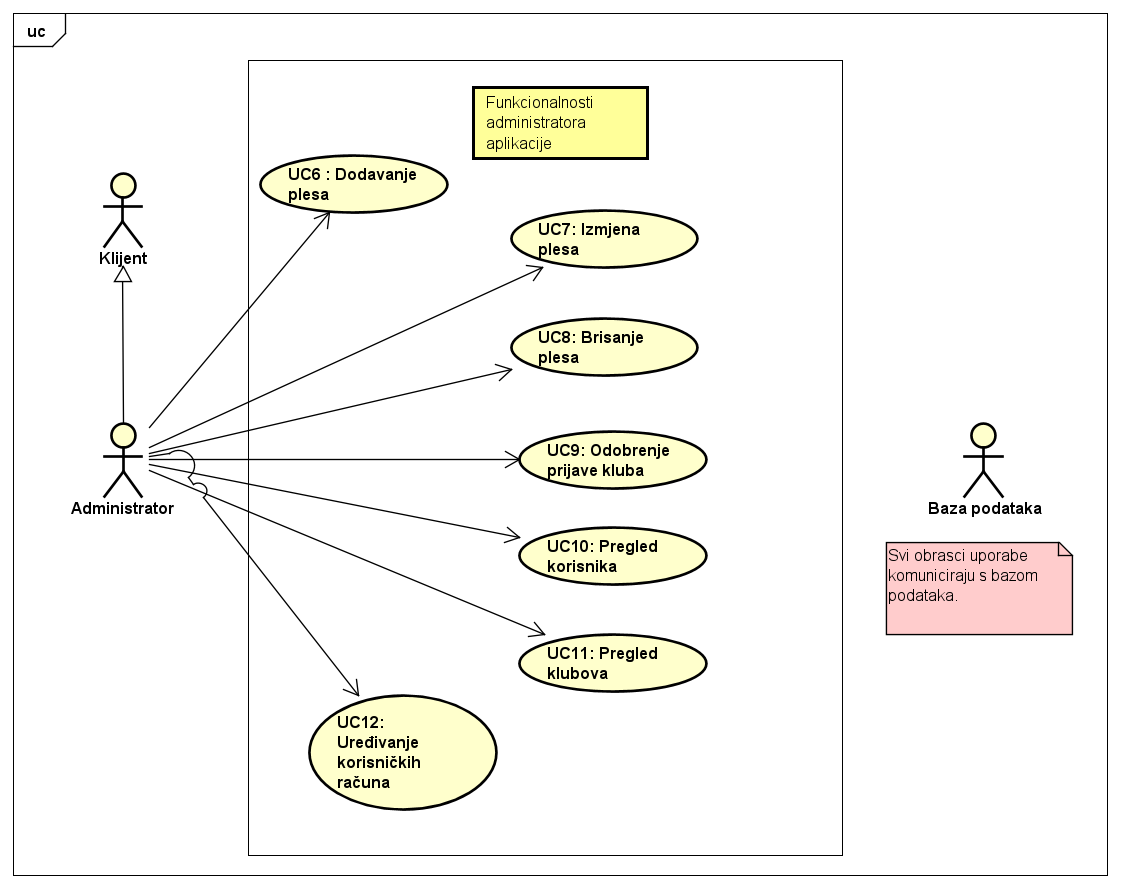 uc
Funkcionalnosti
administratora
aplikacije
UC6 : Dodavanje
plesa
Klijent
UC7: Izmjena
plesa
UC8: Brisanje
plesa
Administrator
UC9: Odobrenje
prijave kluba
Baza podataka
UC10: Pregled
korisnika
Svi obrasci uporabe
komuniciraju s bazom
podataka.
UC11: Pregled
klubova
UC12:
Uređivanje
korisničkih
računa